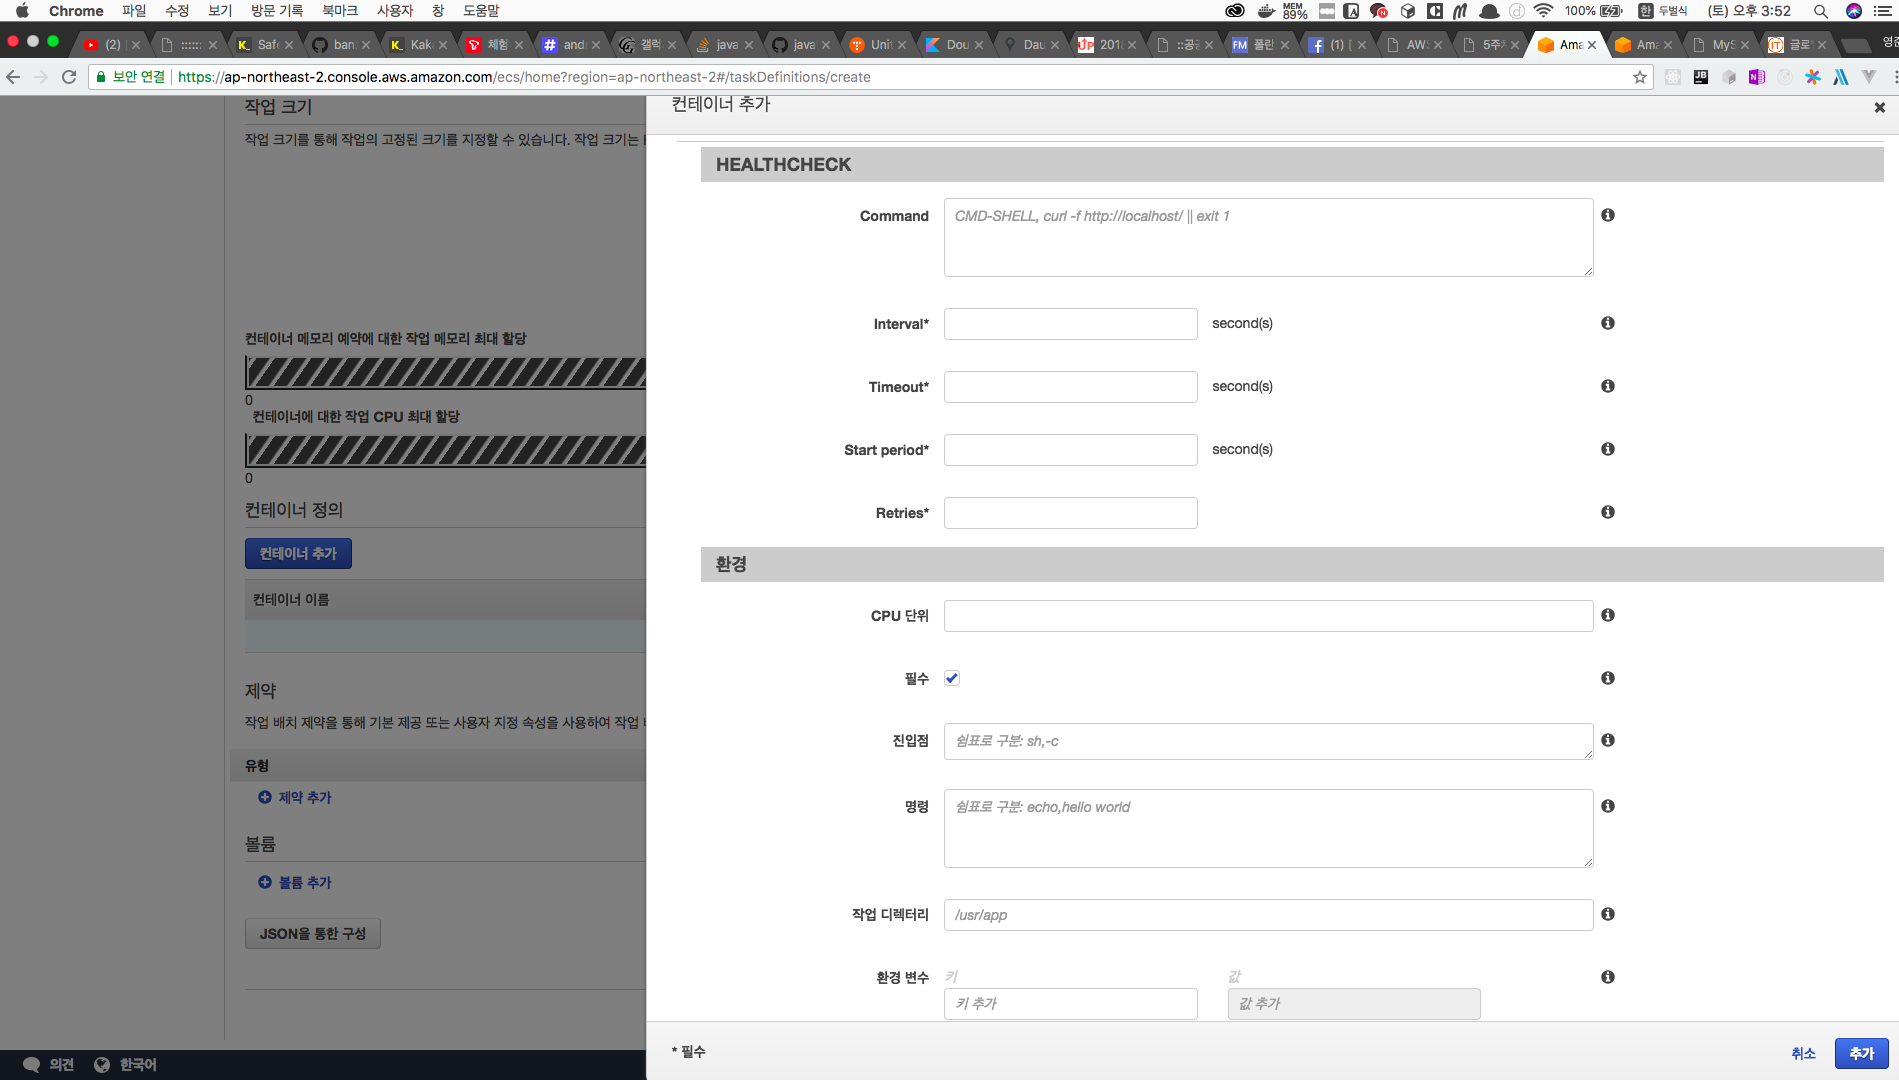 Chrome 파일 수정 보기 방문 기록 북마크 사용자 창 도움말 MEM 89% 100% 한 두벌식 (토) 오후 3:52
(2) Safe ban: Kaka 체험 and 갤럭 java java Unit Dou Dau 201 ::공공 폴린 (1) [ AWS 5주차 Ama Ama MyS 글로 영준
보안 연결 https://ap-northeast-2.console.aws.amazon.com/ecs/home?region=ap-northeast-2#/taskDefinitions/create
작업 크기
작업 크기를 통해 작업의 고정된 크기를 지정할 수 있습니다. 작업 크기는
컨테이너 메모리 예약에 대한 작업 메모리 최대 할당
0
컨테이너에 대한 작업 CPU 최대 할당
0
컨테이너 정의
컨테이너 추가
컨테이너 이름
제약
작업 배치 제약을 통해 기본 제공 또는 사용자 지정 속성을 사용하여 작업
유형
제약 추가
볼륨
볼륨 추가
JSON을 통한 구성
의견 한국어
컨테이너 추가
HEALTHCHECK
Command CMD-SHELL, curl -f http://localhost/ || exit 1
Interval* second(s)
Timeout* second(s)
Start period* second(s)
Retries*
환경
CPU 단위
필수
진입점 쉼표로 구분: sh,-c
명령 쉼표로 구분: echo,hello world
작업 디렉터리 /usr/app
환경 변수 키 값
키 추가 값 추가
* 필수 취소 추가